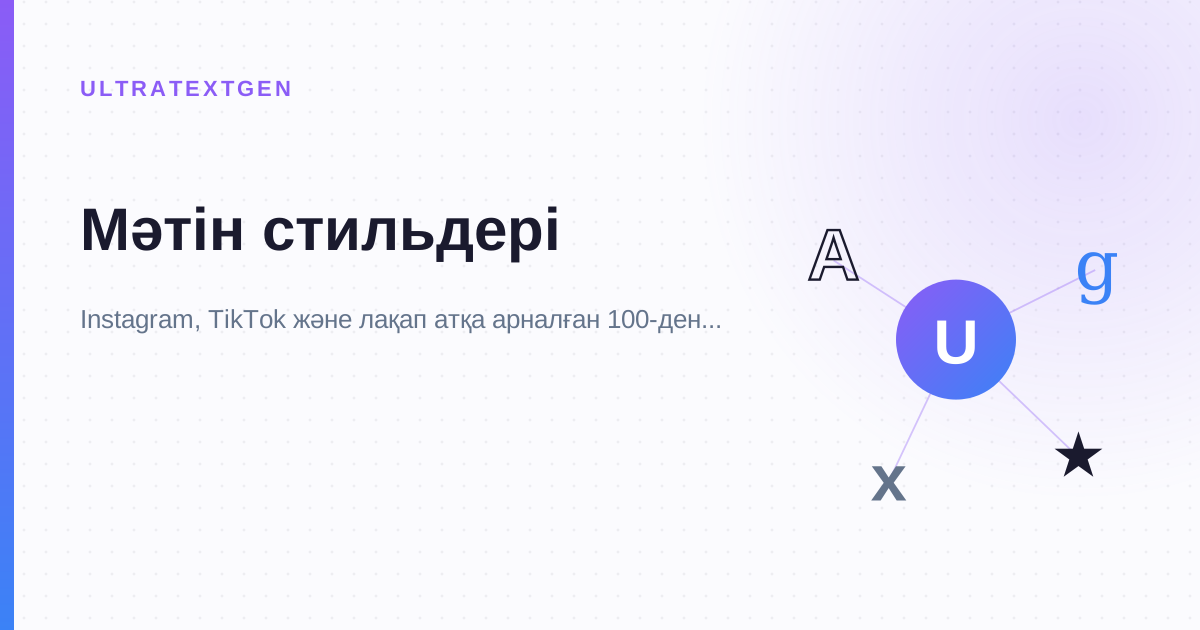 ULTRATEXTGEN
Мәтін стильдері
Instagram, TikTok және лақап атқа арналған 100-ден...
A
g
U
x
★